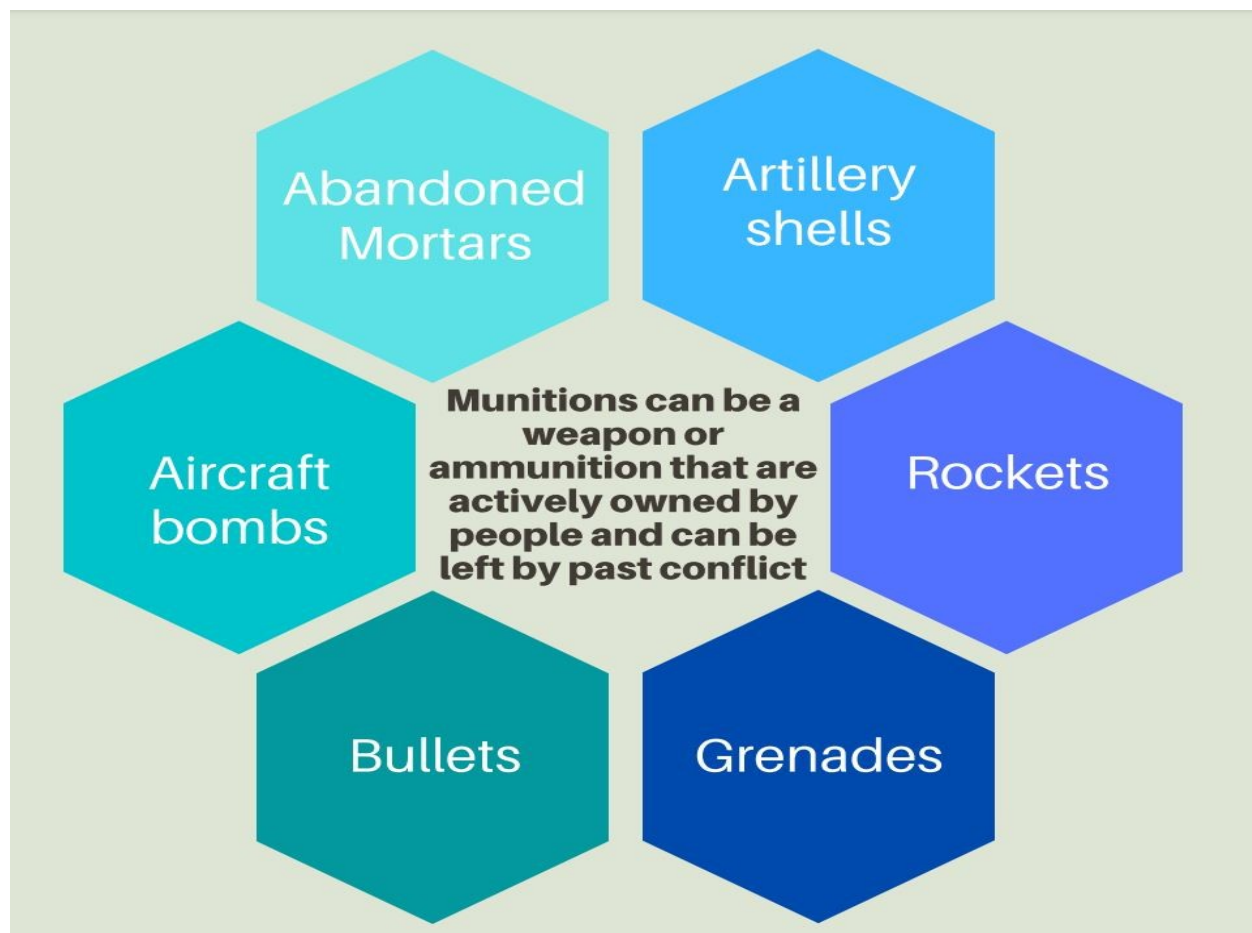 Abandoned
Mortars
Artillery
shells
Aircraft
bombs
Munitions can be a
weapon or
ammunition that are
actively owned by
people and can be
left by past conflict
Rockets
Bullets
Grenades